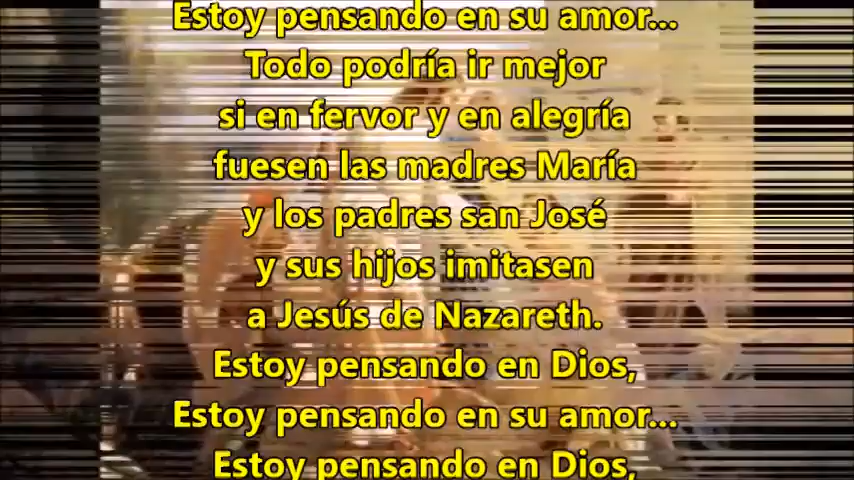 Estoy pensando en su amor...
Todo podría ir mejor
si en fervor y en alegría
fuesen las madres María
y los padres san José
y sus hijos imitasen
a Jesús de Nazareth.
Estoy pensando en Dios,
Estoy pensando en su amor...
Estoy pensando en Dios,